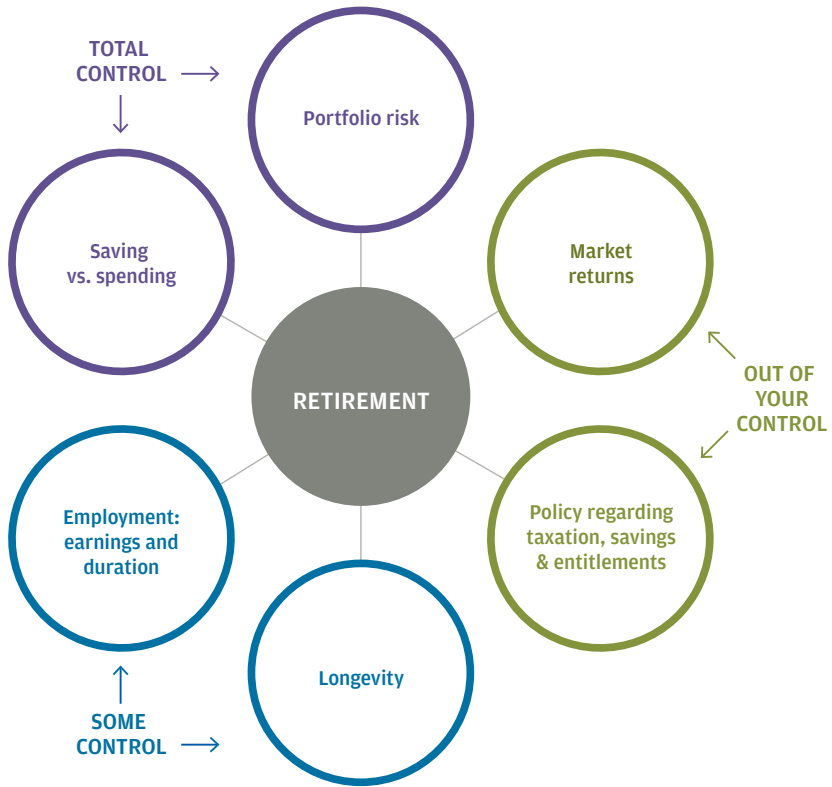 TOTAL
CONTROL
Portfolio risk
Saving
vs. spending
Market
returns
RETIREMENT
OUT OF
YOUR
CONTROL
Employment:
earnings and
duration
Policy regarding
taxation, savings
& entitlements
Longevity
SOME
CONTROL